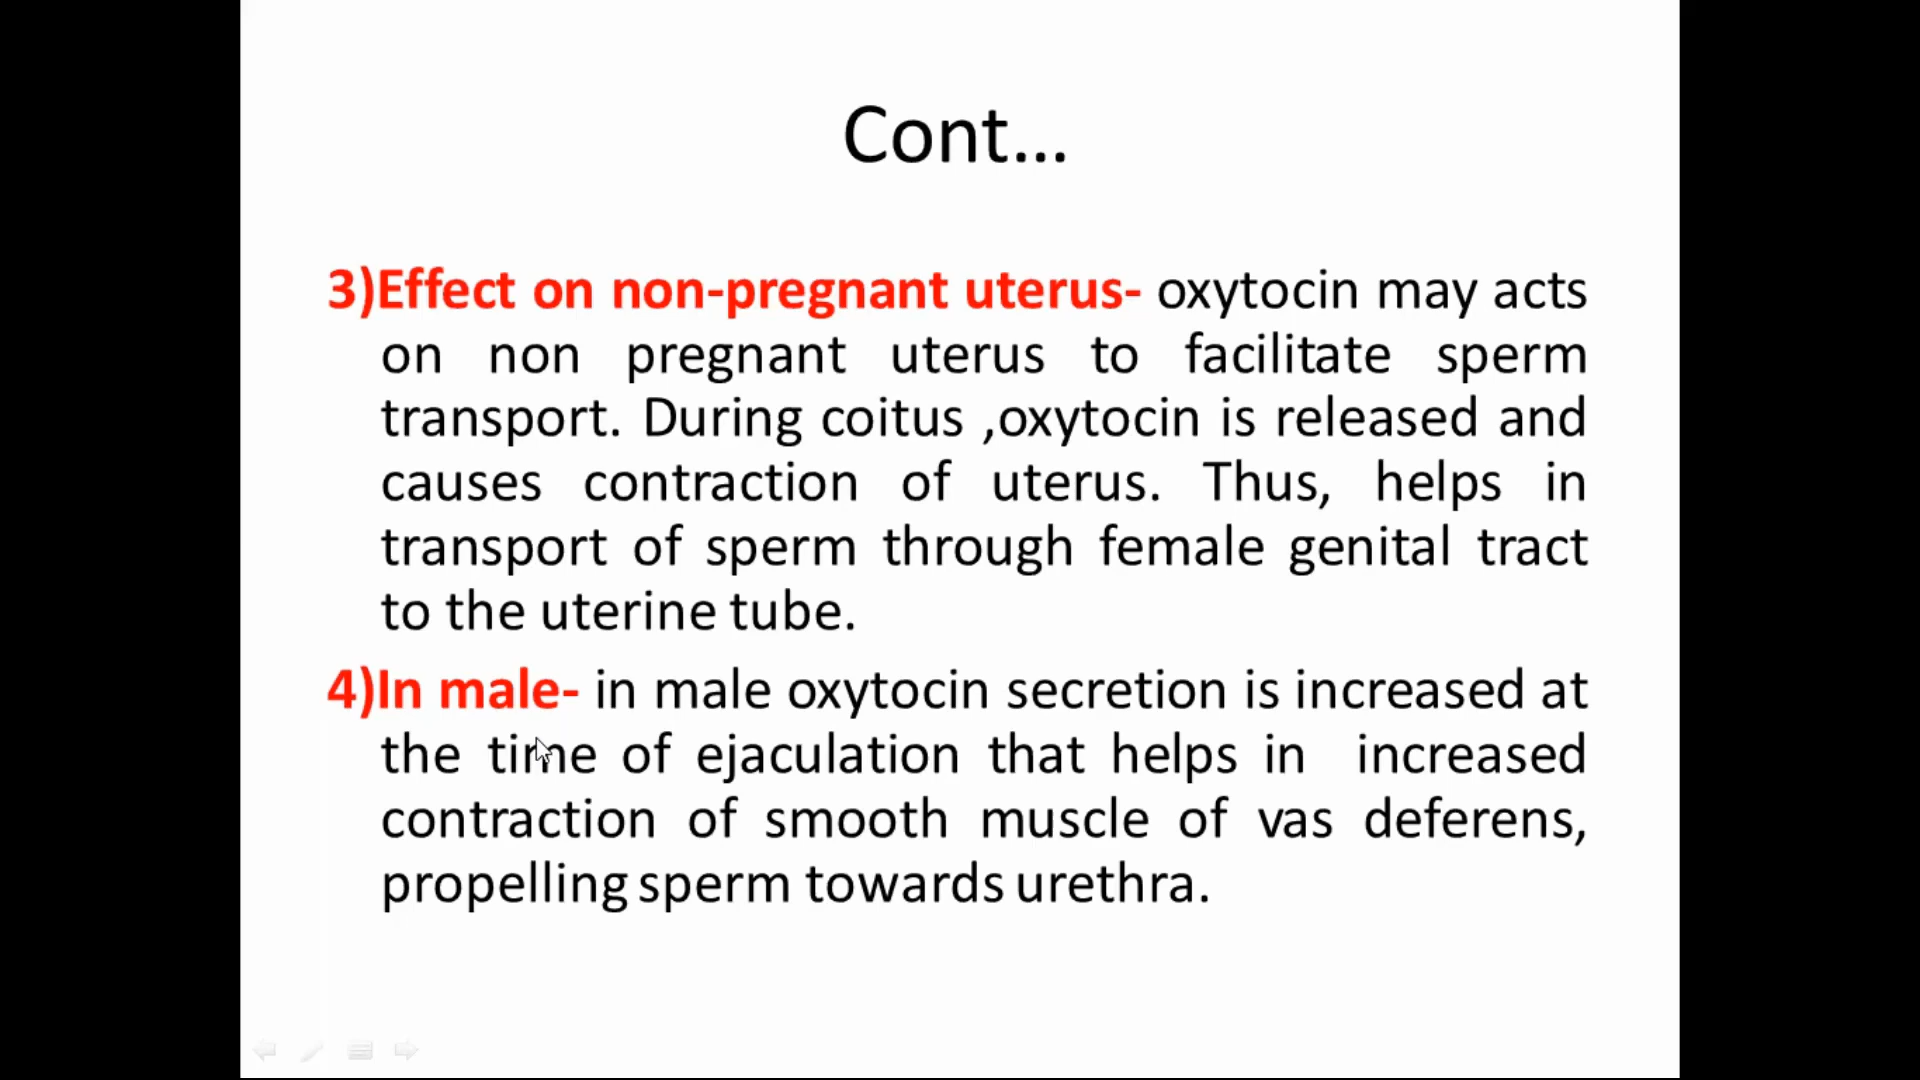 Cont...
3)Effect on non-pregnant uterus- oxytocin may acts
on non pregnant uterus to facilitate sperm
transport. During coitus ,oxytocin is released and
causes contraction of uterus. Thus, helps in
transport of sperm through female genital tract
to the uterine tube.
4)In male- in male oxytocin secretion is increased at
the time of ejaculation that helps in increased
contraction of smooth muscle of vas deferens,
propelling sperm towards urethra.